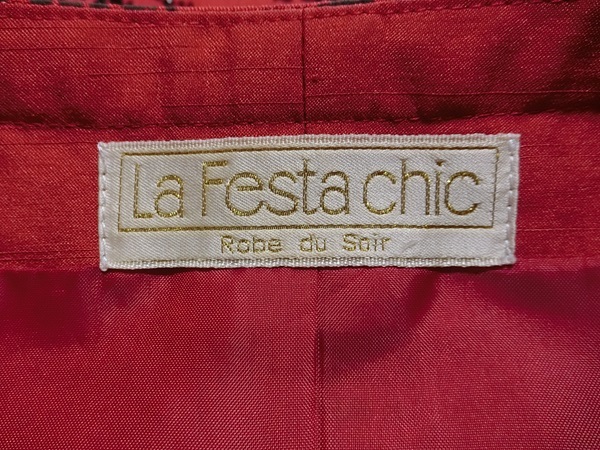 La Festa chic
Robe du Soir